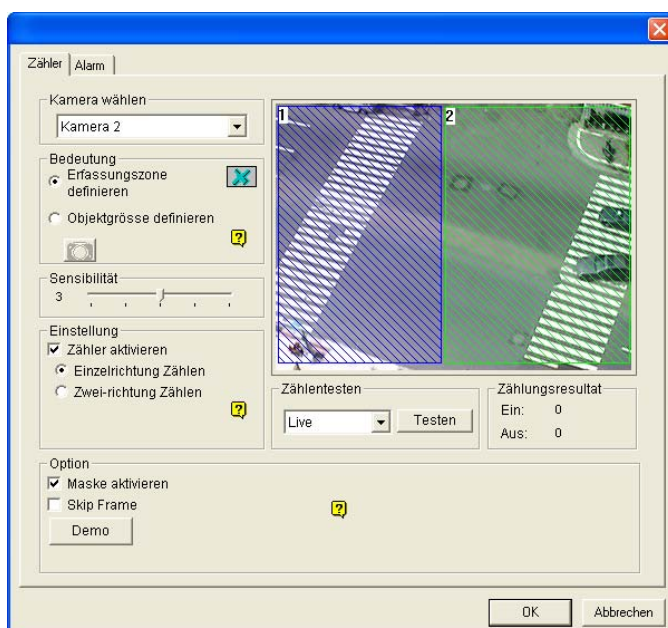 Zähler Alarm
Kamera wählen
Kamera 2
1 2
Bedeutung
Erfassungszone
definieren
Objektgrösse definieren
?
Sensibilität
3
Einstellung
Zähler aktivieren
Einzelrichtung Zählen
Zwei-richtung Zählen
?
Zählentesten
Live Testen
Zählungsresultat
Ein: 0
Aus: 0
Option
Maske aktivieren
Skip Frame
?
Demo
OK Abbrechen